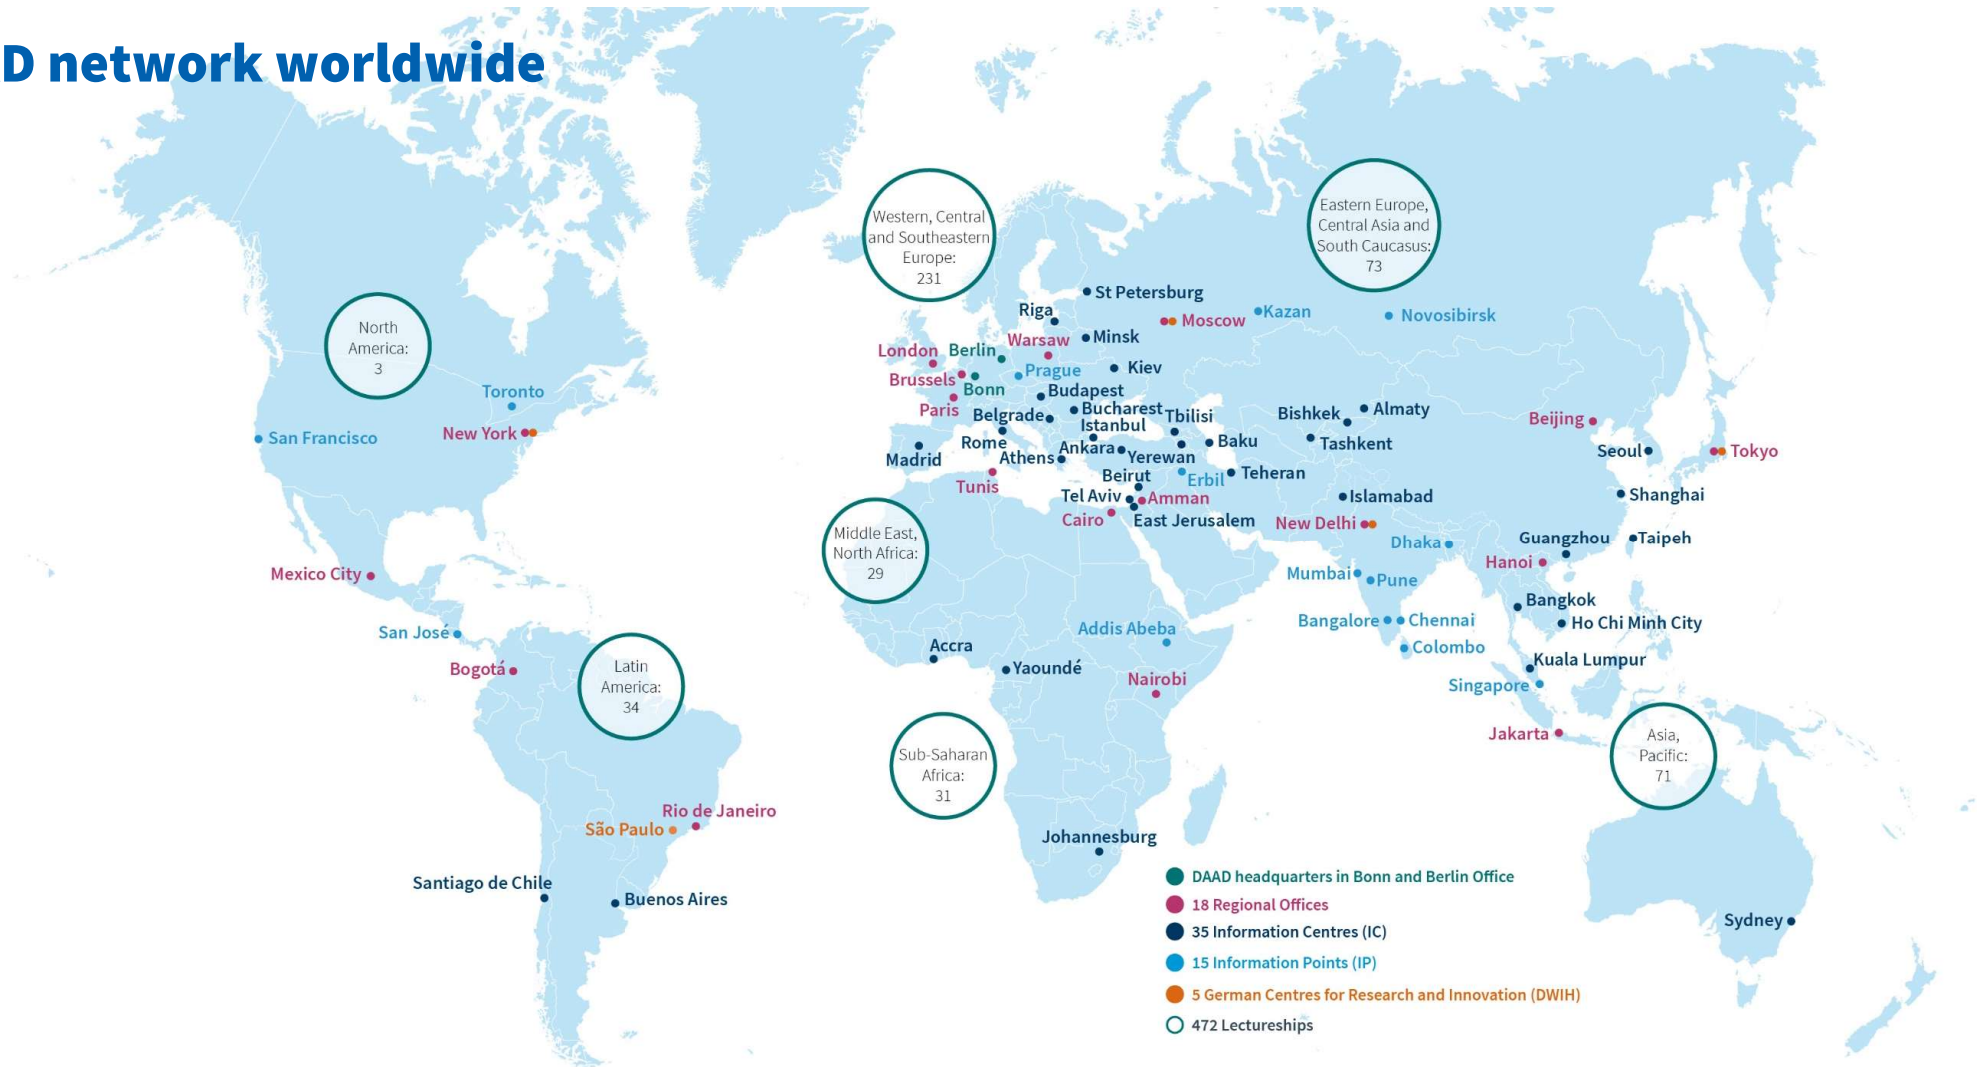 D network worldwide
Western, Central
and Southeastern
Europe:
231
Eastern Europe,
Central Asia and
South Caucasus:
73
North
America:
3
Toronto
San Francisco
New York
Mexico City
San José
Bogotá
Latin
America:
34
Rio de Janeiro
São Paulo
Santiago de Chile
Buenos Aires
St Petersburg
Riga
Moscow
Kazan
Novosibirsk
Minsk
Warsaw
London
Berlin
Kiev
Prague
Brussels
Bonn
Budapest
Paris
Belgrade
Bucharest
Tbilisi
Istanbul
Rome
Ankara
Baku
Madrid
Athens
Yerewan
Tunis
Beirut
Erbil
Teheran
Tel Aviv
Amman
Cairo
East Jerusalem
Bishkek
Almaty
Tashkent
Beijing
Seoul
Tokyo
Islamabad
Shanghai
New Delhi
Dhaka
Guangzhou
Taipeh
Hanoi
Mumbai
Pune
Bangkok
Bangalore
Chennai
Ho Chi Minh City
Colombo
Kuala Lumpur
Singapore
Jakarta
Middle East,
North Africa:
29
Addis Abeba
Accra
Yaoundé
Nairobi
Sub-Saharan
Africa:
31
Johannesburg
Asia,
Pacific:
71
Sydney
DAAD headquarters in Bonn and Berlin Office
18 Regional Offices
35 Information Centres (IC)
15 Information Points (IP)
5 German Centres for Research and Innovation (DWIH)
472 Lectureships